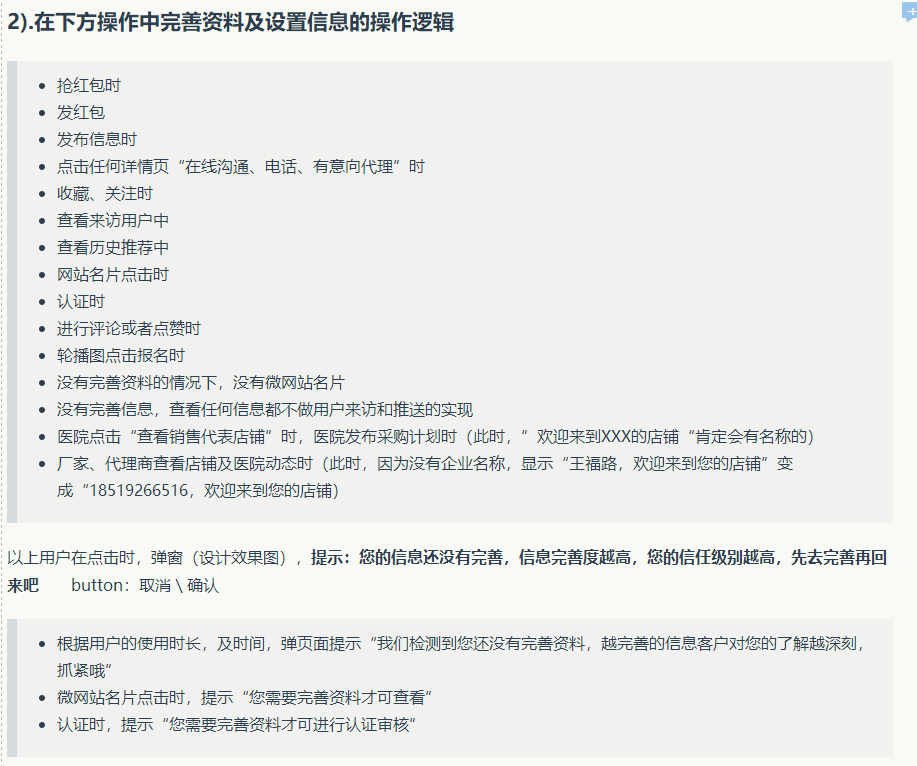 2).在下方操作中完善资料及设置信息的操作逻辑
抢红包时
发红包
发布信息时
点击任何详情页“在线沟通、电话、有意向代理”时
收藏、关注时
查看来访用户中
查看历史推荐中
网站名片点击时
认证时
进行评论或者点赞时
轮播图点击报名时
没有完善资料的情况下，没有微网站名片
没有完善信息，查看任何信息都不做用户来访和推送的实现
医院点击“查看销售代表店铺”时，医院发布采购计划时（此时，”欢迎来到XXX的店铺“肯定会有名称的）
厂家、代理商查看店铺及医院动态时（此时，因为没有企业名称，显示“王福路，欢迎来到您的店铺”变
成“18519266516，欢迎来到您的店铺）
以上用户在点击时，弹窗（设计效果图），提示：您的信息还没有完善，信息完善度越高，您的信任级别越高，先去完善再回
来吧 button：取消 \ 确认
根据用户的使用时长，及时间，弹页面提示“我们检测到您还没有完善资料，越完善的信息客户对您的了解越深刻，
抓紧哦”
微网站名片点击时，提示“您需要完善资料才可查看”
认证时，提示“您需要完善资料才可进行认证审核”